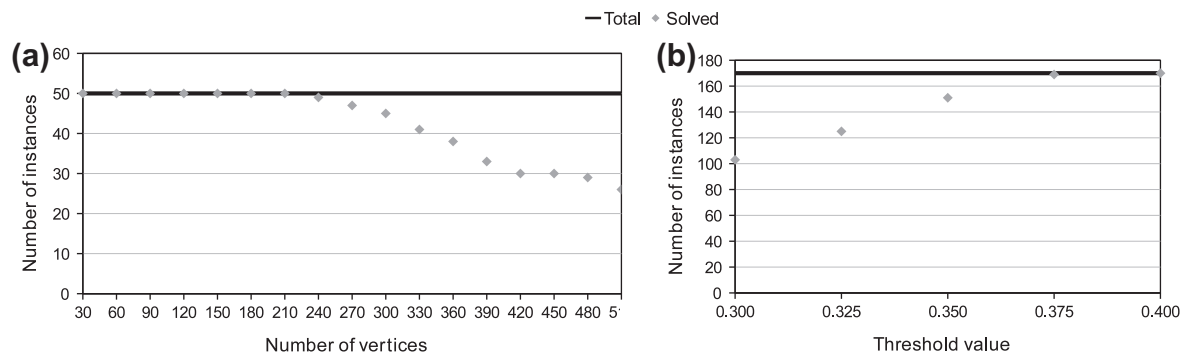 Total Solved
(a)
60
50
40
30
20
10
0
Number of instances
30 60 90 120 150 180 210 240 270 300 330 360 390 420 450 480
Number of vertices
(b)
180
160
140
120
100
80
60
40
20
0
Number of instances
0.300 0.325 0.350 0.375 0.400
Threshold value